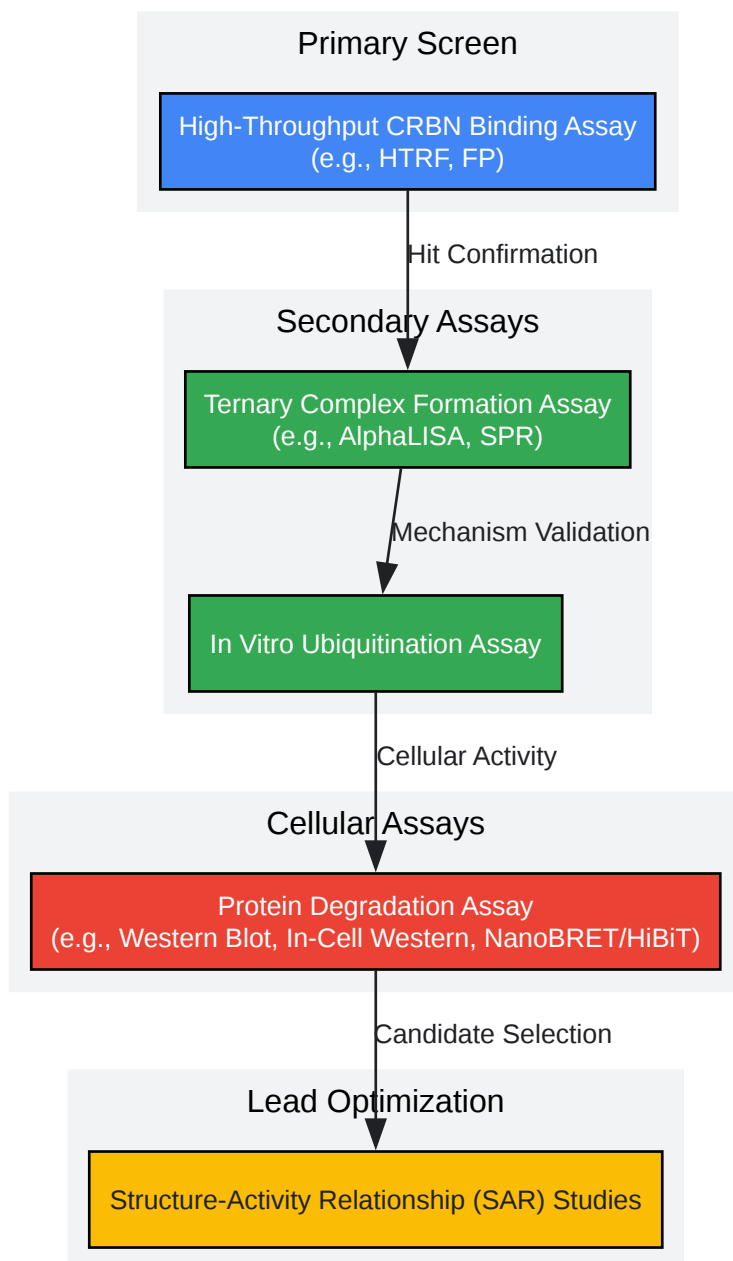 Primary Screen
High-Throughput CRBN Binding Assay
(e.g., HTRF, FP)
Hit Confirmation
Secondary Assays
Ternary Complex Formation Assay
(e.g., AlphaLISA, SPR)
Mechanism Validation
In Vitro Ubiquitination Assay
Cellular Activity
Cellular Assays
Protein Degradation Assay
(e.g., Western Blot, In-Cell Western, NanoBRET/HiBiT)
Candidate Selection
Lead Optimization
Structure-Activity Relationship (SAR) Studies